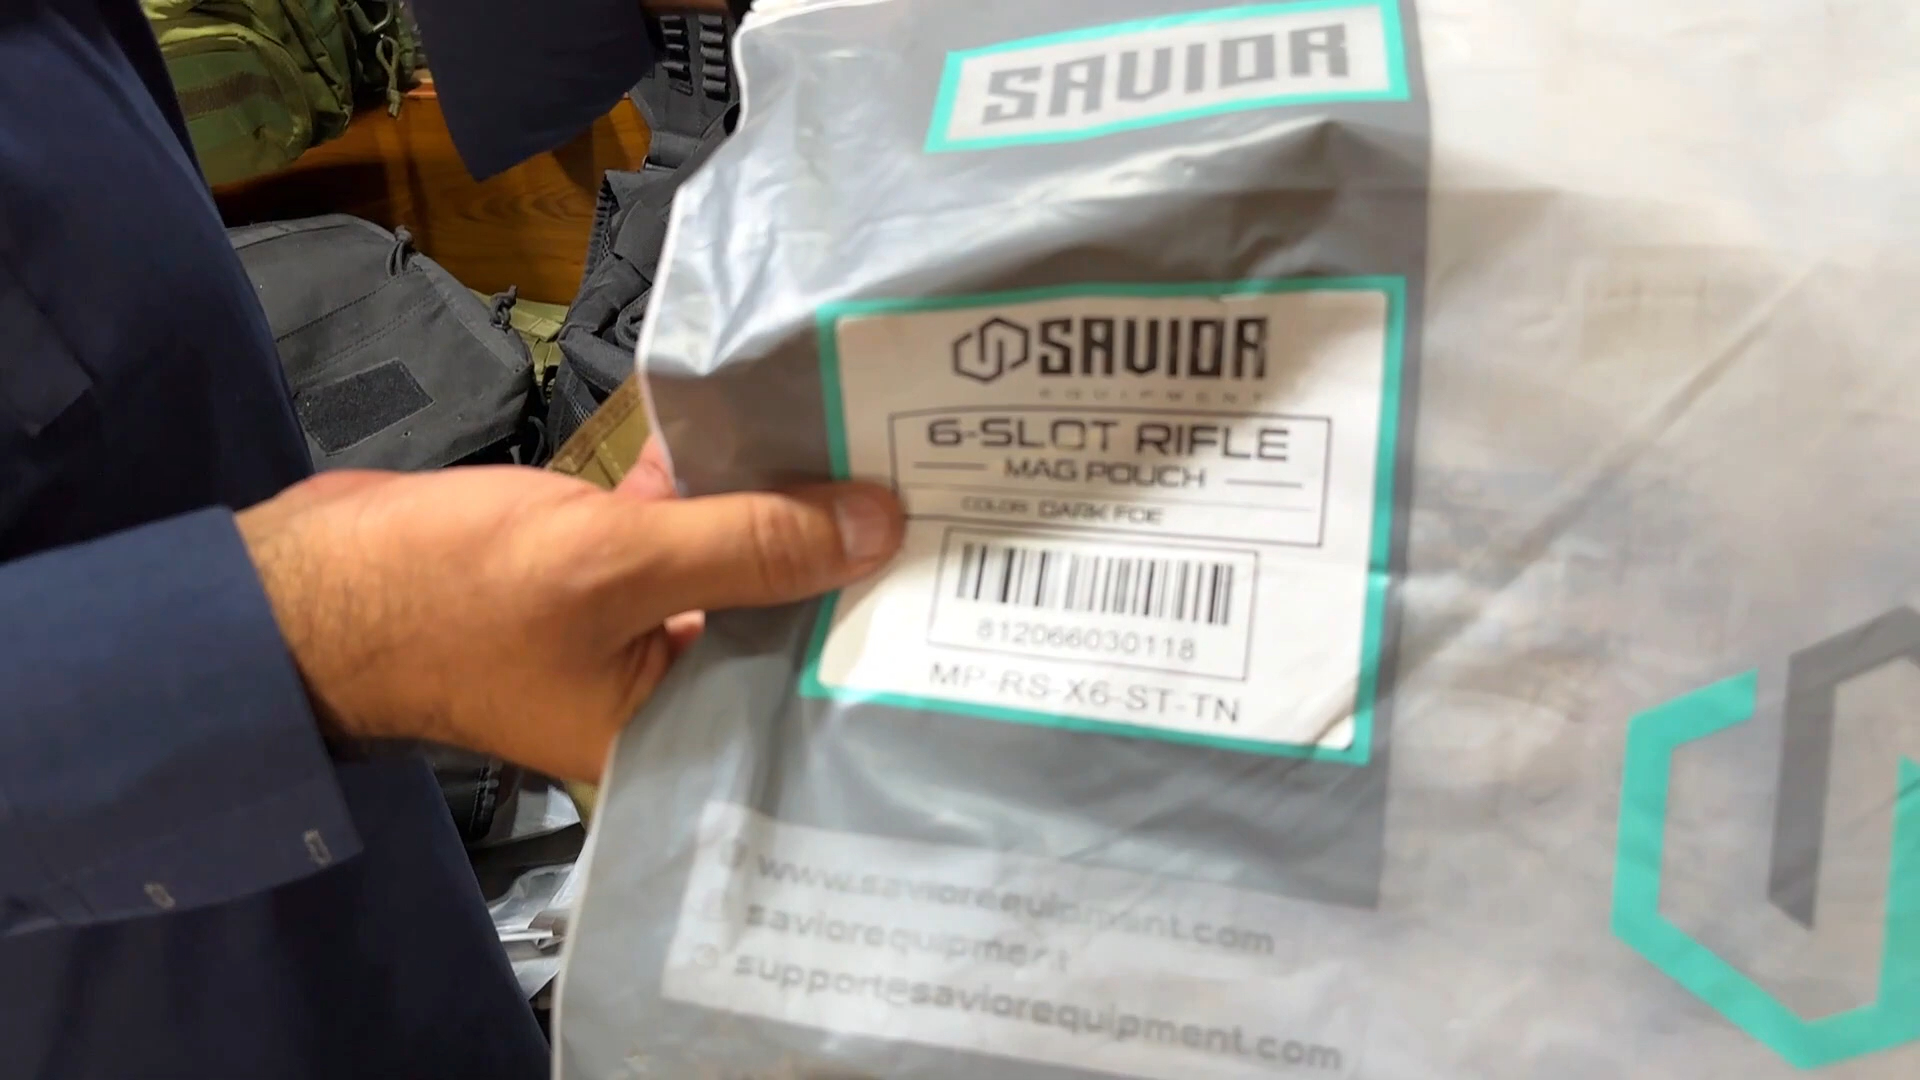 SAVIOR
SAVIOR
EQUIPMENT
6-SLOT RIFLE
MAG POUCH
COLOR: DARK FDE
812066030118
MP-RS-X6-ST-TN
www.saviorequipment.com
saviorequipment
support@saviorequipment.com